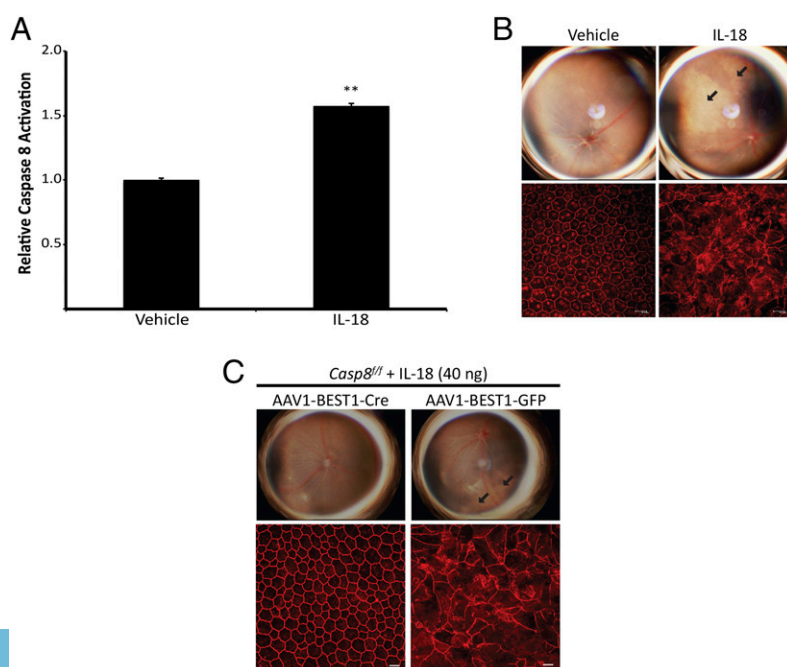 A
2.0
1.5
1.0
0.5
Relative Caspase 8 Activation
**
Vehicle IL-18
B
Vehicle IL-18
C
Casp8f/f + IL-18 (40 ng)
AAV1-BEST1-Cre AAV1-BEST1-GFP